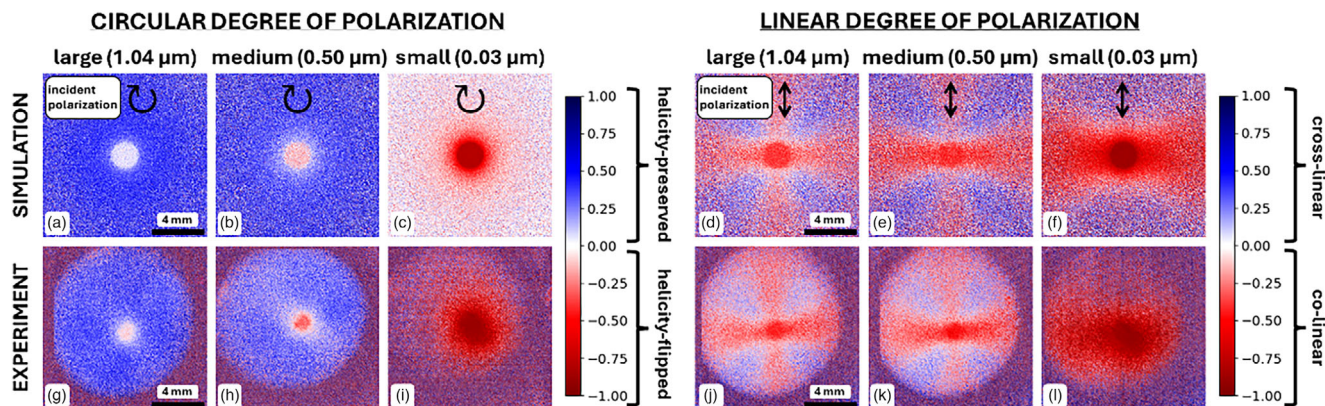 CIRCULAR DEGREE OF POLARIZATION
LINEAR DEGREE OF POLARIZATION
large (1.04 µm) medium (0.50 µm) small (0.03 µm)
large (1.04 µm) medium (0.50 µm) small (0.03 µm)
SIMULATION
incident
polarization
(a)
4 mm
(b)
(c)
incident
polarization
(d)
4 mm
(e)
(f)
EXPERIMENT
(g)
4 mm
(h)
(i)
(j)
4 mm
(k)
(l)
1.00
0.75
0.50
0.25
0.00
−0.25
−0.50
−0.75
−1.00
helicity-preserved
helicity-flipped
1.00
0.75
0.50
0.25
0.00
−0.25
−0.50
−0.75
−1.00
cross-linear
co-linear